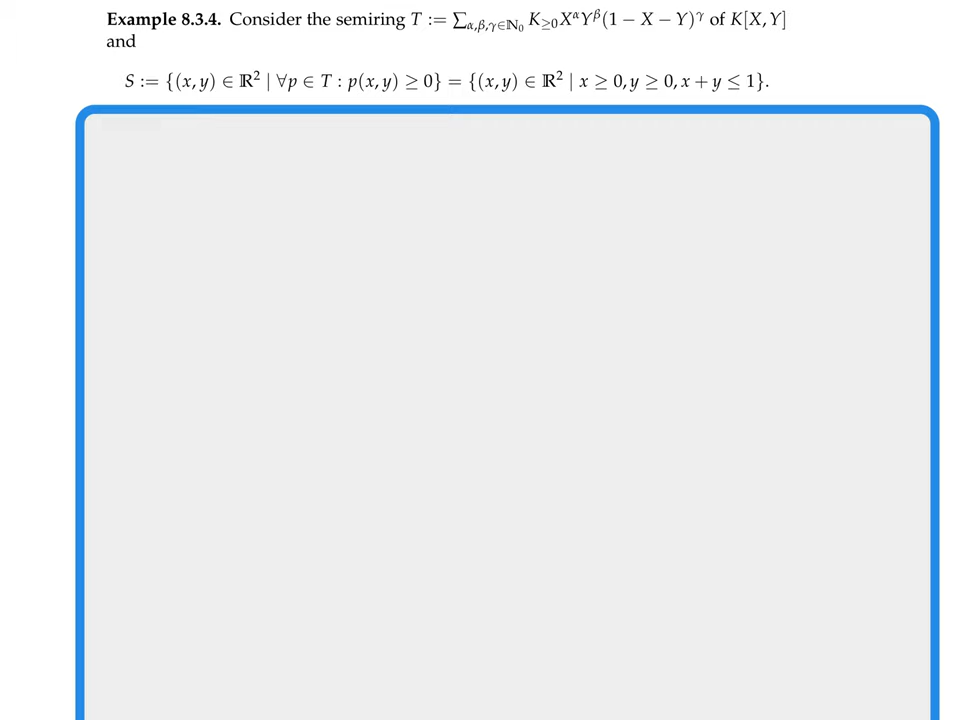 Example 8.3.4. Consider the semiring T := ∑_{α,β,γ∈ℕ₀} K_{≥0}X^αY^β(1 − X − Y)^γ of K[X, Y]
and
S := {(x, y) ∈ ℝ² | ∀p ∈ T : p(x, y) ≥ 0} = {(x, y) ∈ ℝ² | x ≥ 0, y ≥ 0, x + y ≤ 1}.